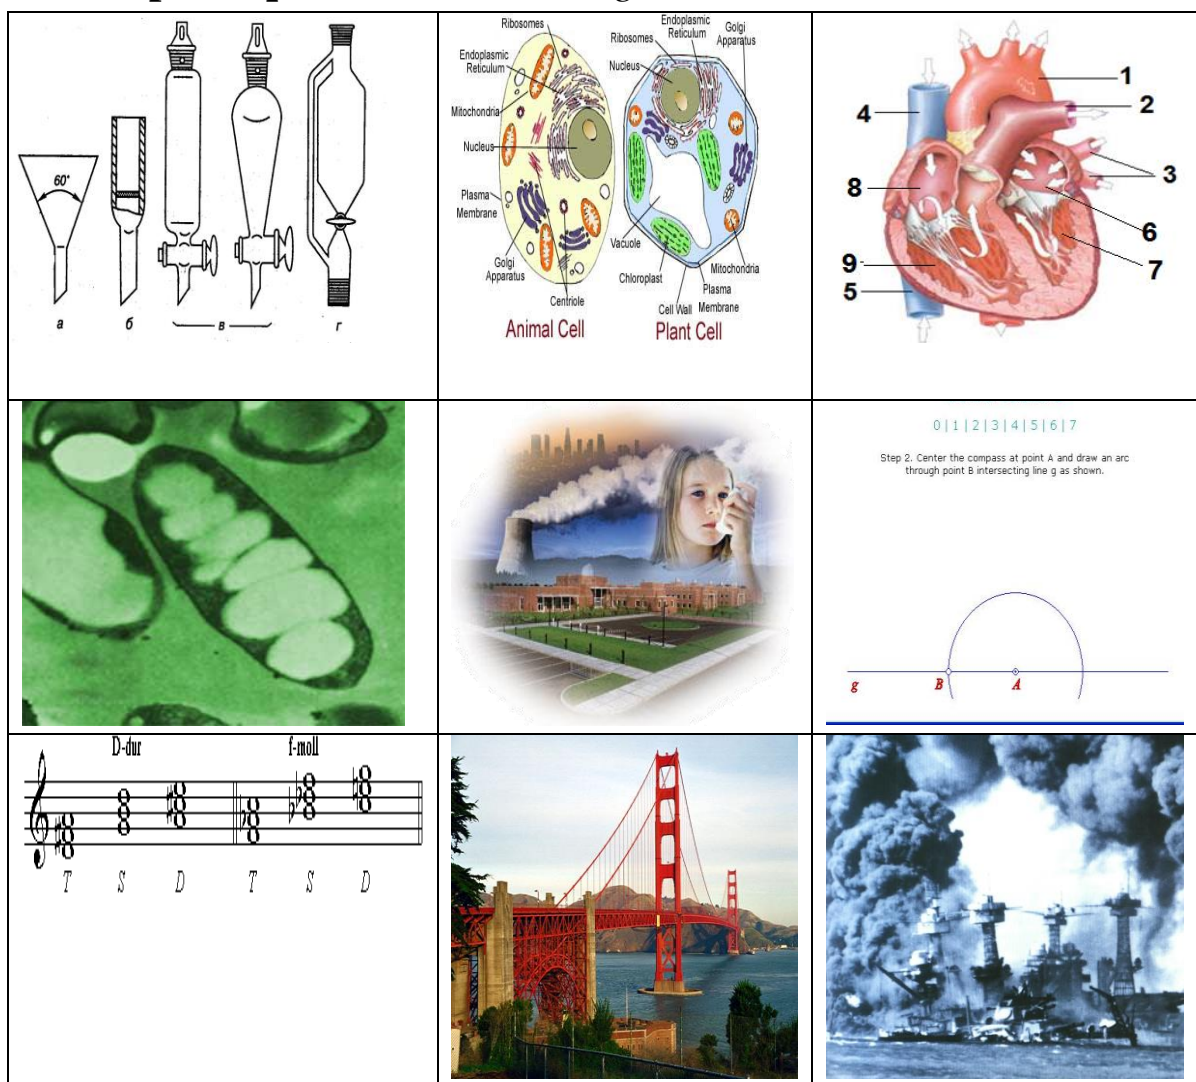 60°
а
б
в
г
Ribosomes
Endoplasmic
Reticulum
Mitochondria
Nucleus
Plasma
Membrane
Golgi
Apparatus
Centriole
Animal Cell
Endoplasmic
Reticulum
Golgi
Apparatus
Ribosomes
Nucleus
Vacuole
Chloroplast
Cell Wall
Plasma
Membrane
Mitochondria
Plant Cell
1
2
4
3
8
6
7
9
5
0 | 1 | 2 | 3 | 4 | 5 | 6 | 7
Step 2. Center the compass at point A and draw an arc
through point B intersecting line g as shown.
g B A
D-dur f-moll
T S D T S D